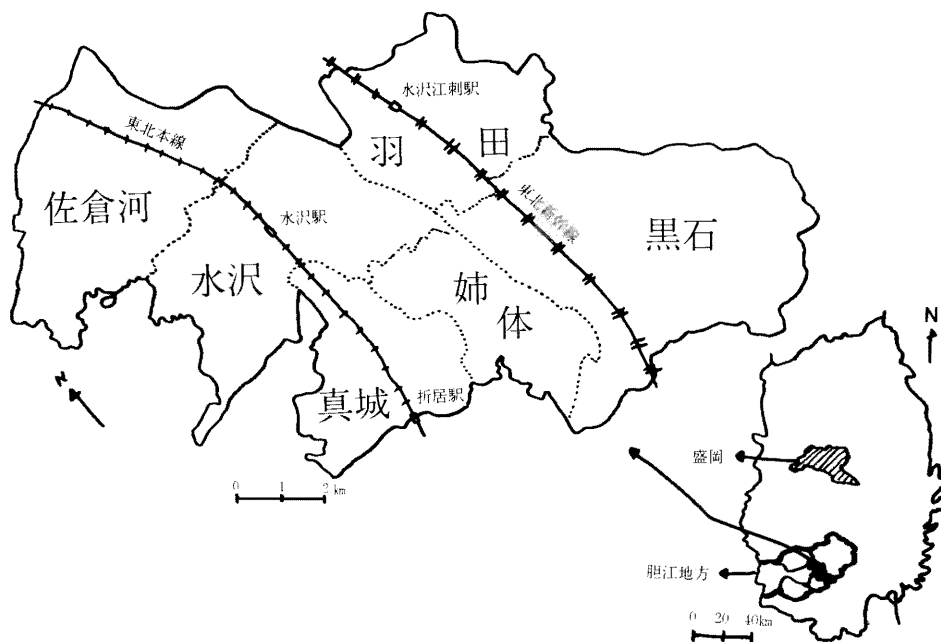 水沢江刺駅
東北本線
羽田
佐倉河
水沢駅
東北新幹線
黒石
水沢
姉体
N
真城
折居駅
0 1 2 km
N
盛岡
胆江地方
0 20 40km